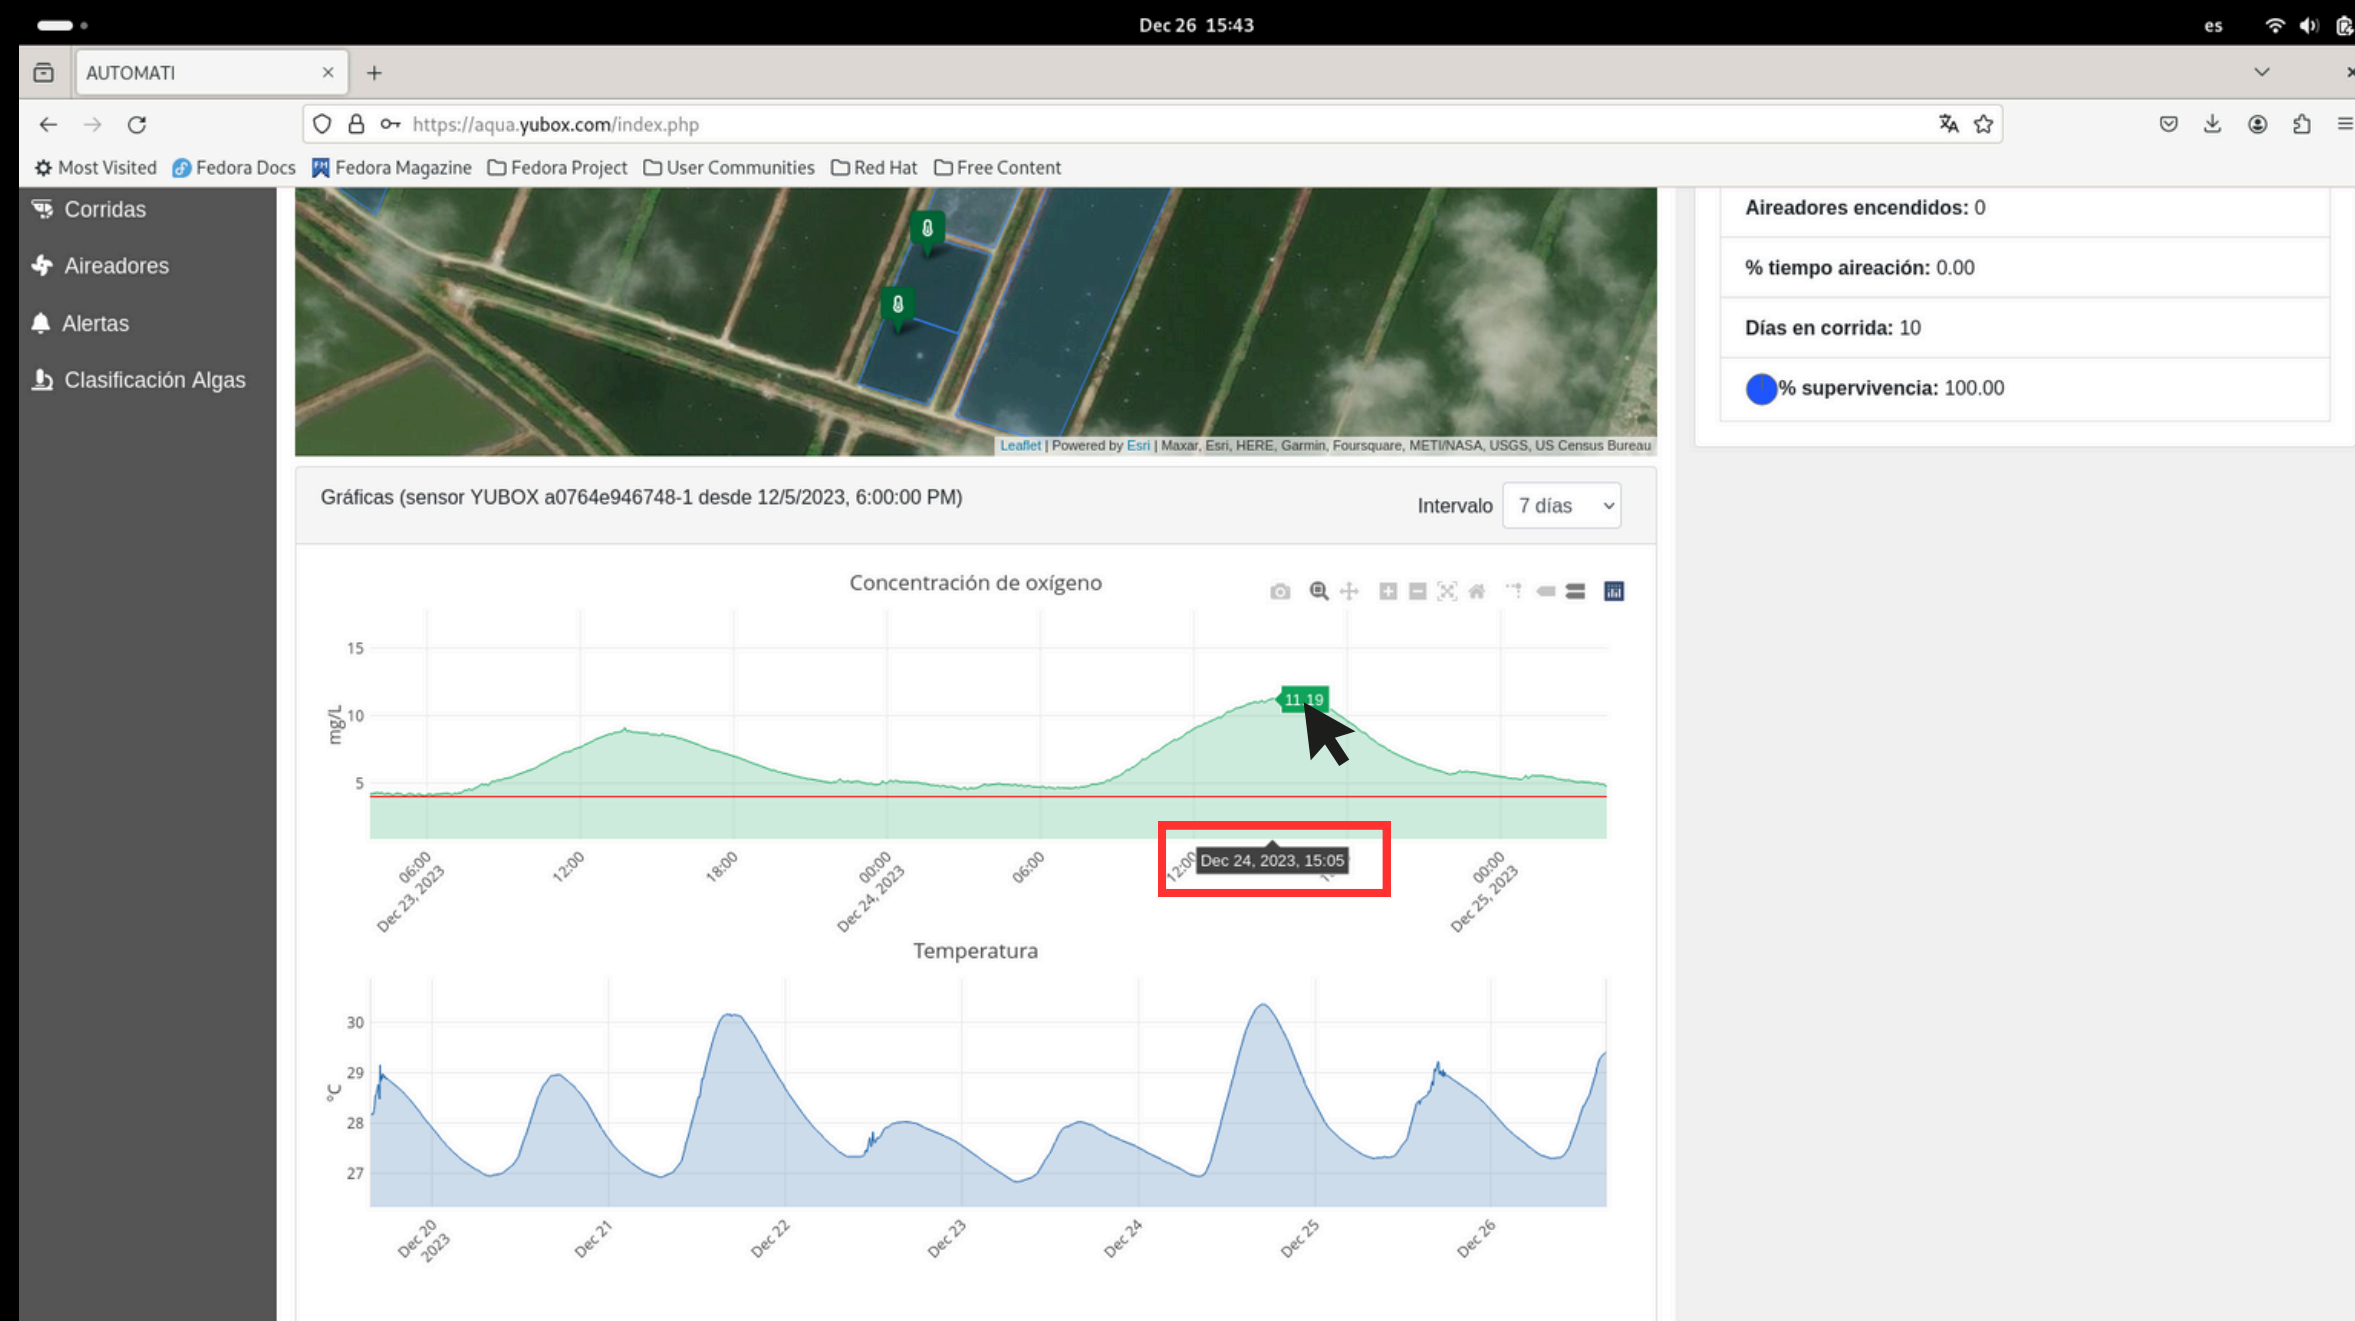 Dec 26 15:43
es
AUTOMATI
https://aqua.yubox.com/index.php
Most Visited
Fedora Docs
Fedora Magazine
Fedora Project
User Communities
Red Hat
Free Content
Corridas
Aireadores
Alertas
Clasificación Algas
Leaflet | Powered by Esri | Maxar, Esri, HERE, Garmin, Foursquare, METI/NASA, USGS, US Census Bureau
Aireadores encendidos: 0
% tiempo aireación: 0.00
Días en corrida: 10
% supervivencia: 100.00
Gráficas (sensor YUBOX a0764e946748-1 desde 12/5/2023, 6:00:00 PM)
Intervalo
7 días
Concentración de oxígeno
mg/L
15
10
5
11.19
06:00
Dec 23, 2023
12:00
18:00
00:00
Dec 24, 2023
06:00
12:00
Dec 24, 2023, 15:05
00:00
Dec 25, 2023
Temperatura
°C
30
29
28
27
Dec 20
2023
Dec 21
Dec 22
Dec 23
Dec 24
Dec 25
Dec 26